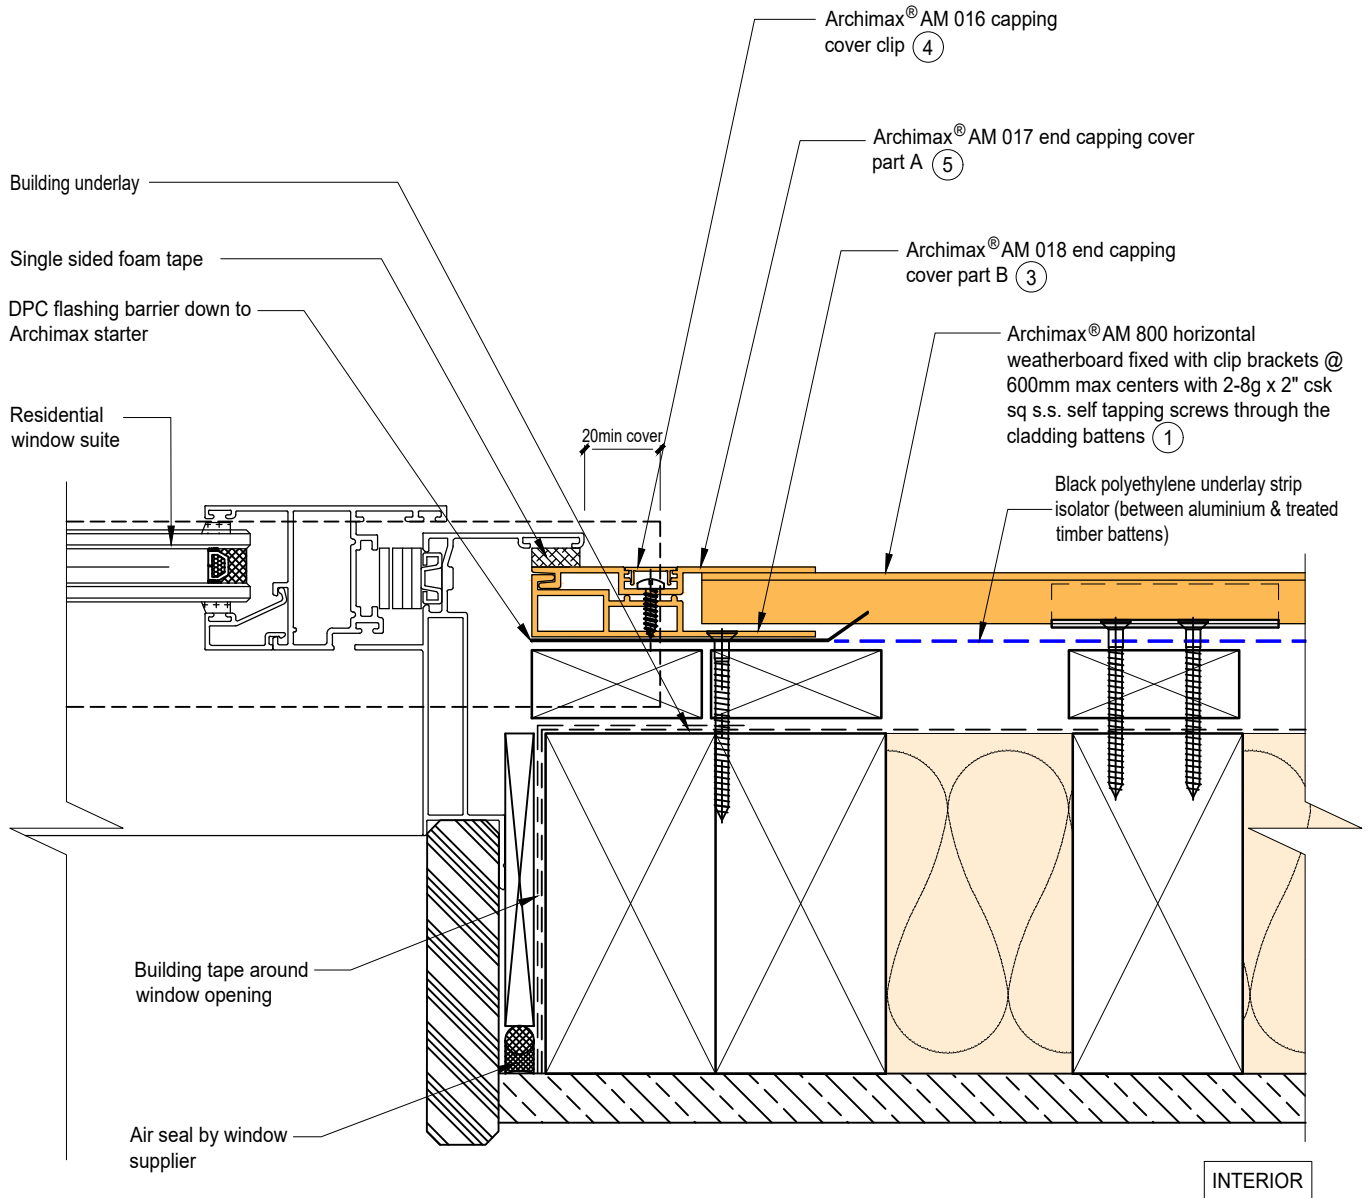 Archimax® AM 016 capping
cover clip 4
Archimax® AM 017 end capping cover
part A 5
Building underlay
Single sided foam tape
Archimax® AM 018 end capping
cover part B 3
DPC flashing barrier down to
Archimax starter
Archimax® AM 800 horizontal
weatherboard fixed with clip brackets @
600mm max centers with 2-8g x 2" csk
sq s.s. self tapping screws through the
cladding battens 1
Residential
window suite
20min cover
Black polyethylene underlay strip
isolator (between aluminium & treated
timber battens)
Building tape around
window opening
Air seal by window
supplier
INTERIOR